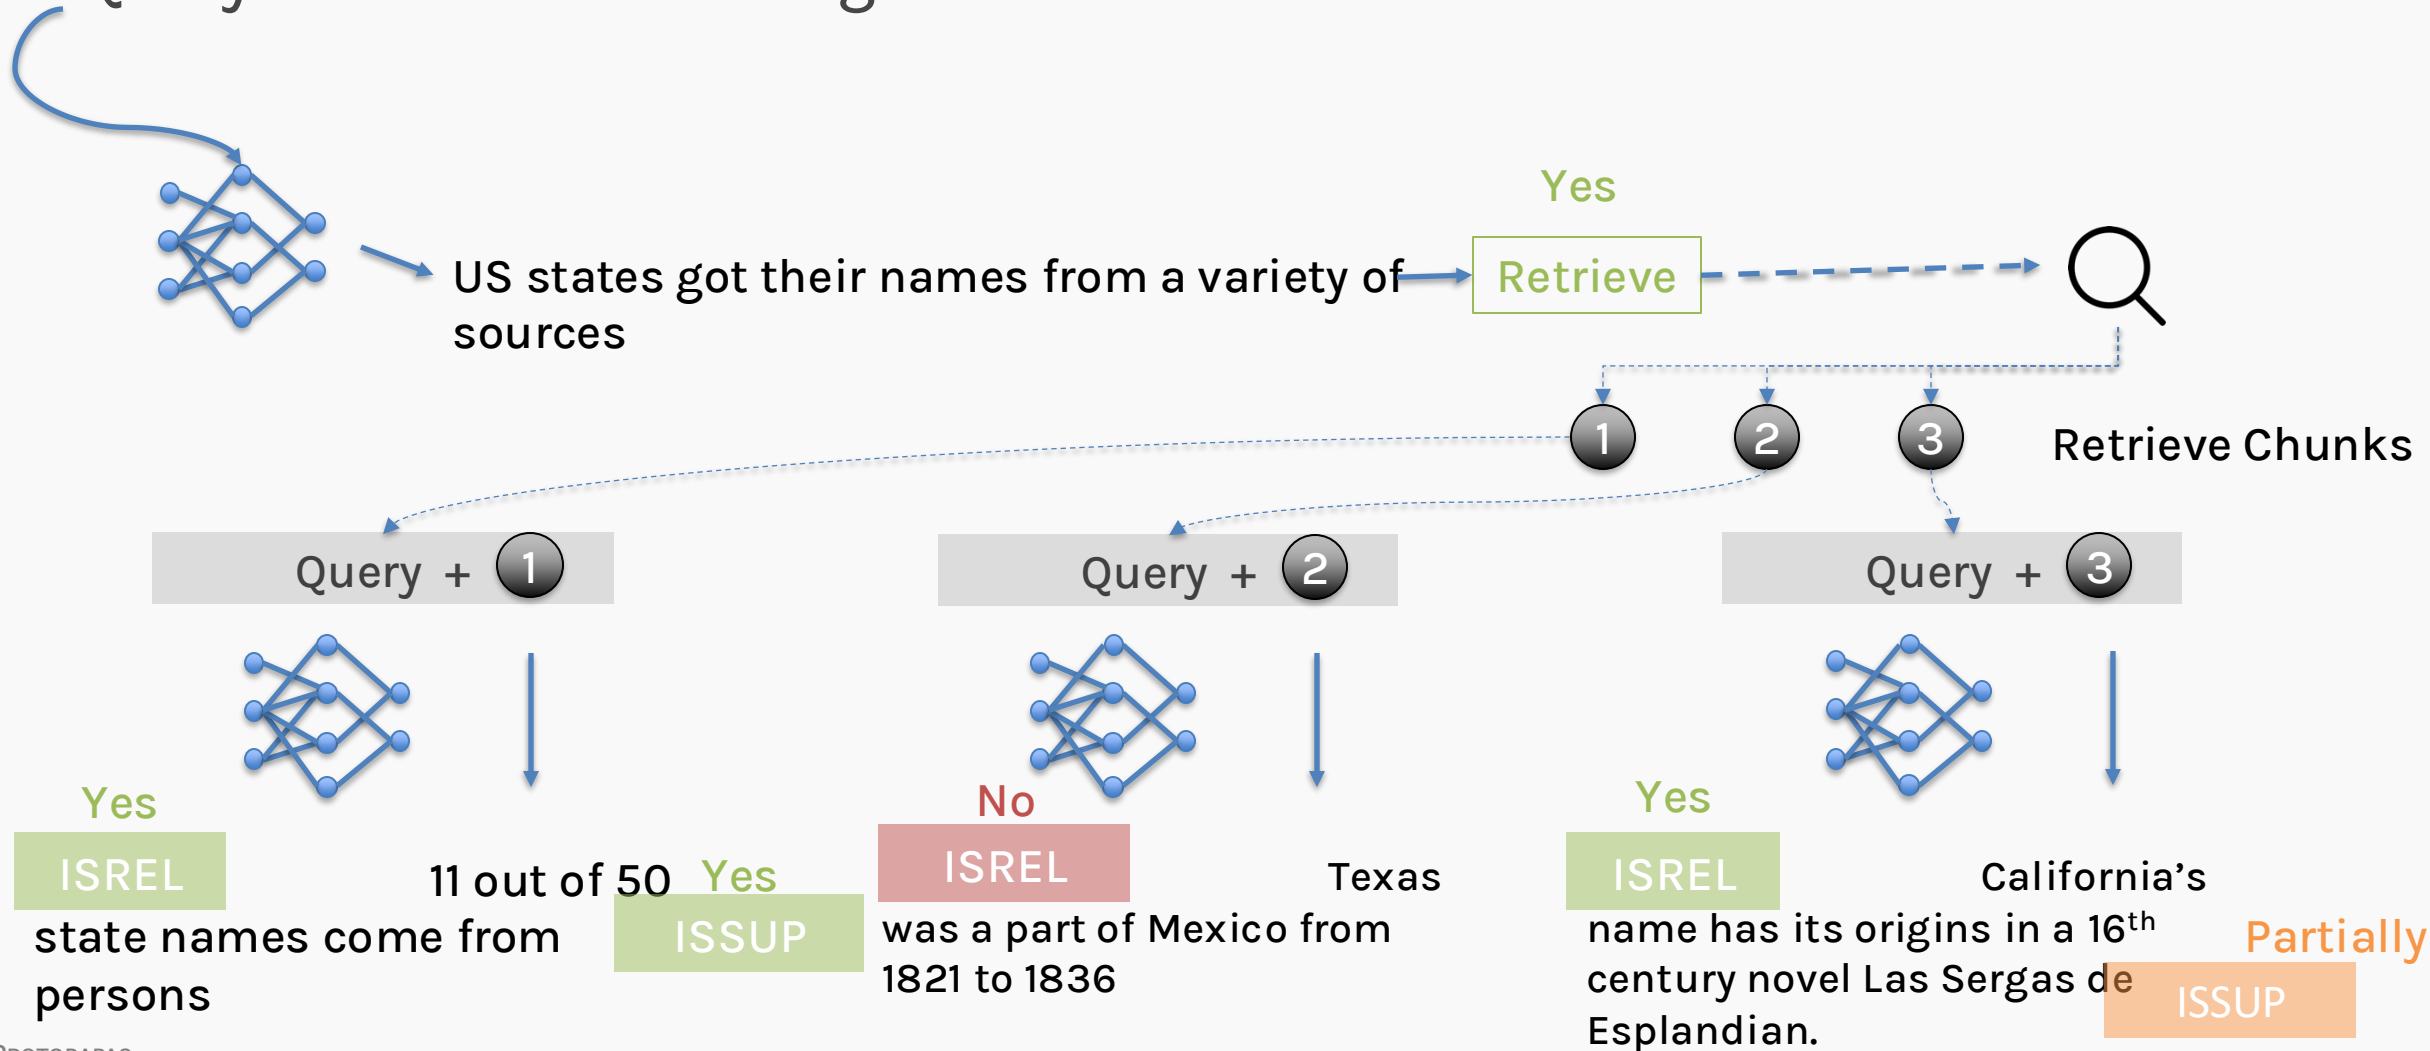 Yes
US states got their names from a variety of
Retrieve
sources
1
2
3
Retrieve Chunks
Query + 1
Query + 2
Query + 3
Yes
ISREL
11 out of 50
state names come from
persons
Yes
ISSUP
No
ISREL
Texas
was a part of Mexico from
1821 to 1836
Yes
ISREL
California’s
name has its origins in a 16th
century novel Las Sergas de
Esplandian.
Partially
ISSUP